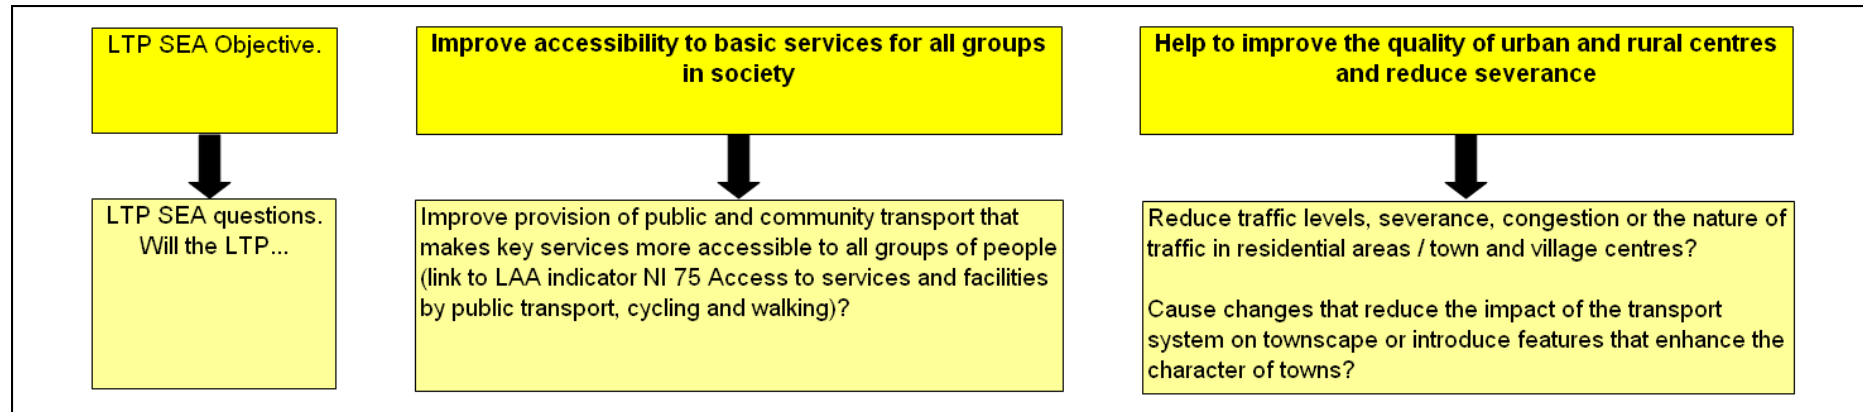 LTP SEA Objective.
Improve accessibility to basic services for all groups
in society
Help to improve the quality of urban and rural centres
and reduce severance
LTP SEA questions.
Will the LTP...
Improve provision of public and community transport that
makes key services more accessible to all groups of people
(link to LAA indicator NI 75 Access to services and facilities
by public transport, cycling and walking)?
Reduce traffic levels, severance, congestion or the nature of
traffic in residential areas / town and village centres?
Cause changes that reduce the impact of the transport
system on townscape or introduce features that enhance the
character of towns?